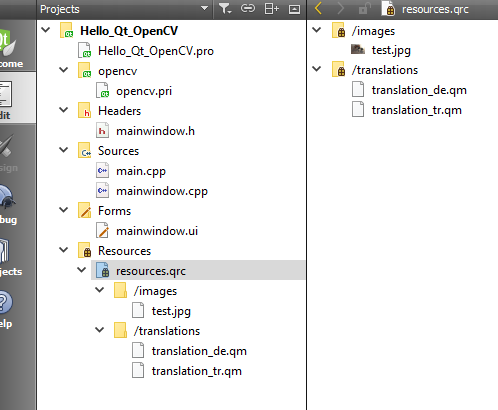 Projects
resources.qrc
Qt
come
dit
sign
bug
jects
elp
Hello_Qt_OpenCV
Hello_Qt_OpenCV.pro
opencv
opencv.pri
Headers
h
mainwindow.h
Sources
C++
main.cpp
mainwindow.cpp
Forms
mainwindow.ui
Resources
resources.qrc
/images
test.jpg
/translations
translation_de.qm
translation_tr.qm
/images
test.jpg
/translations
translation_de.qm
translation_tr.qm